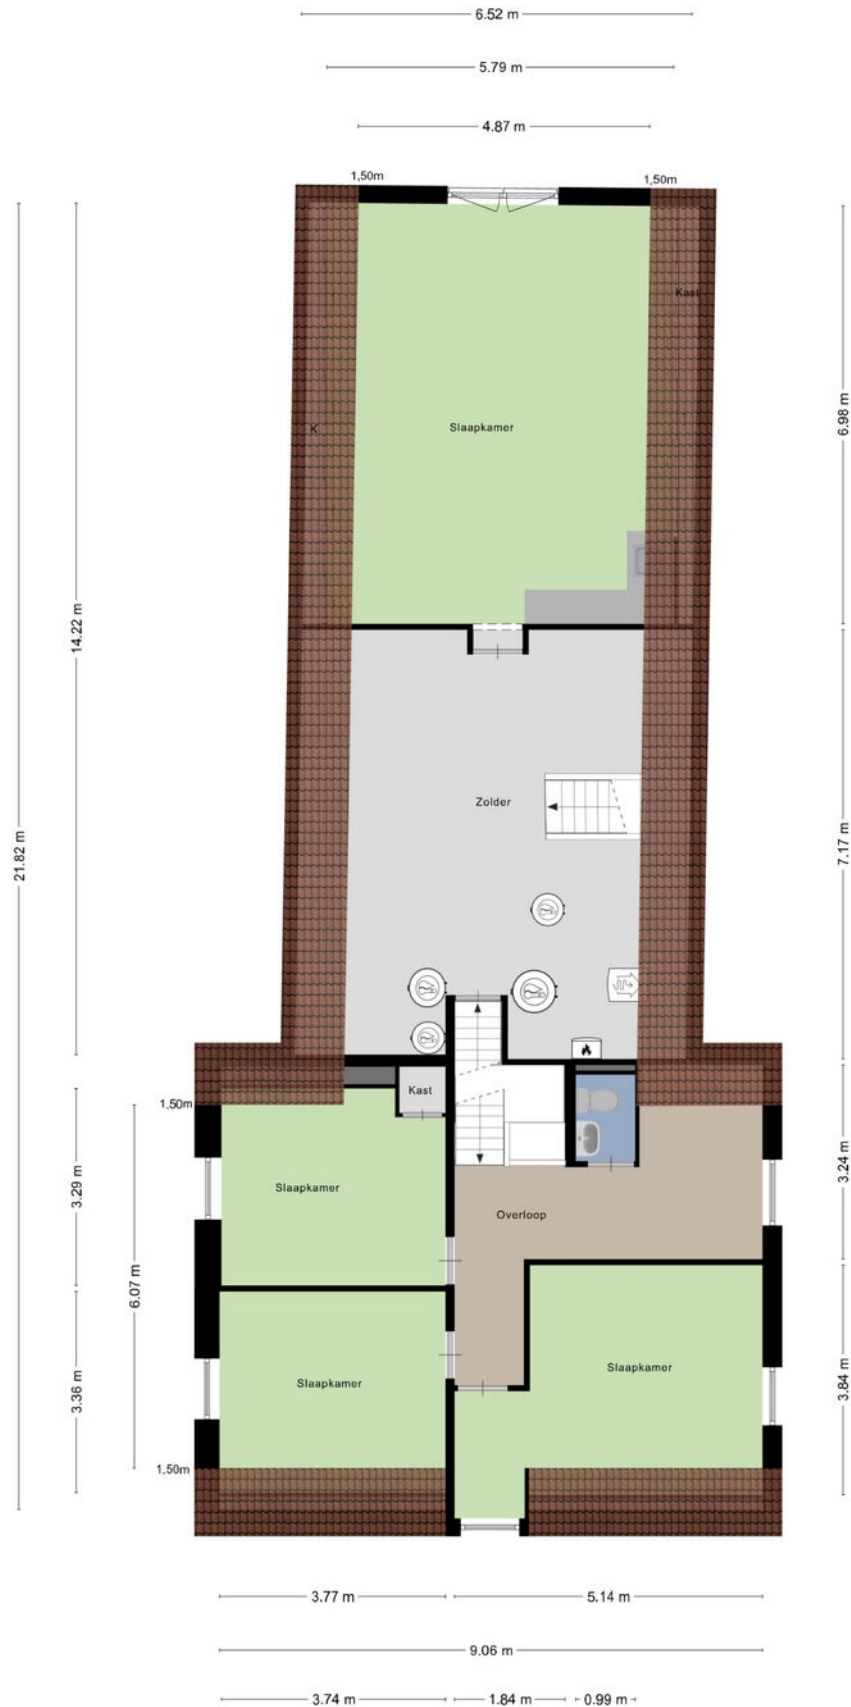 6.52 m
5.79 m
4.87 m
1,50m
1,50m
Kast
6.98 m
K
Slaapkamer
14.22 m
21.82 m
Zolder
7.17 m
Kast
1,50m
3.29 m
Slaapkamer
Overloop
3.24 m
6.07 m
Slaapkamer
Slaapkamer
3.36 m
3.84 m
1,50m
3.77 m
5.14 m
9.06 m
3.74 m
1.84 m
0.99 m